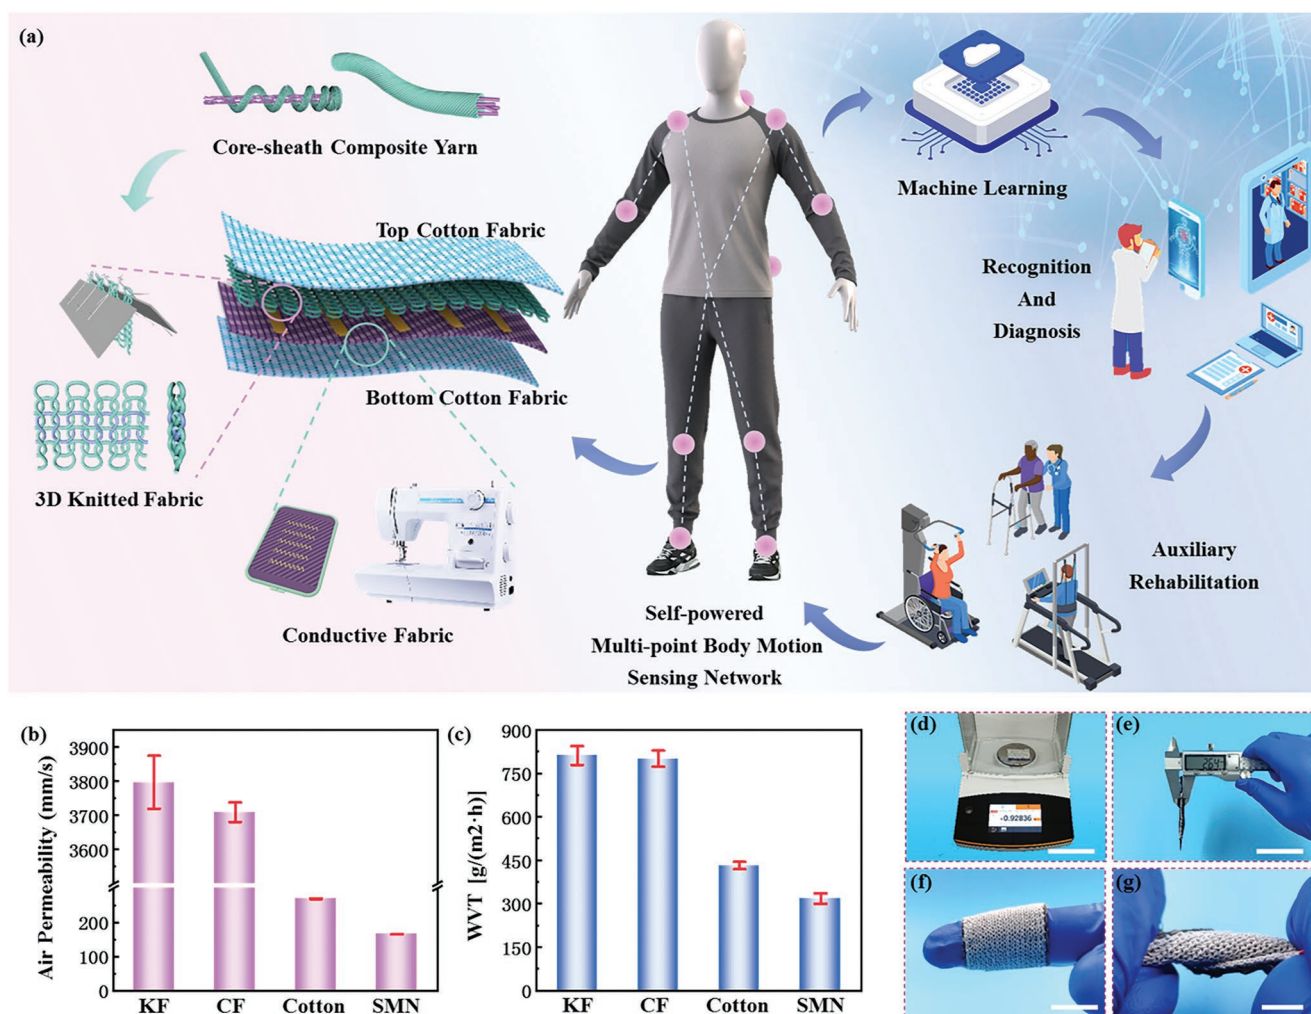 (a)
Core-sheath Composite Yarn
Top Cotton Fabric
Bottom Cotton Fabric
3D Knitted Fabric
Conductive Fabric
Machine Learning
Recognition
And
Diagnosis
Auxiliary
Rehabilitation
Self-powered
Multi-point Body Motion
Sensing Network
(b)
Air Permeability (mm/s)
3900
3800
3700
3600
200
100
0
KF
CF
Cotton
SMN
(c)
WVT [g/(m2·h)]
900
750
600
450
300
150
0
KF
CF
Cotton
SMN
(d)
-0.92836
(e)
(f)
(g)